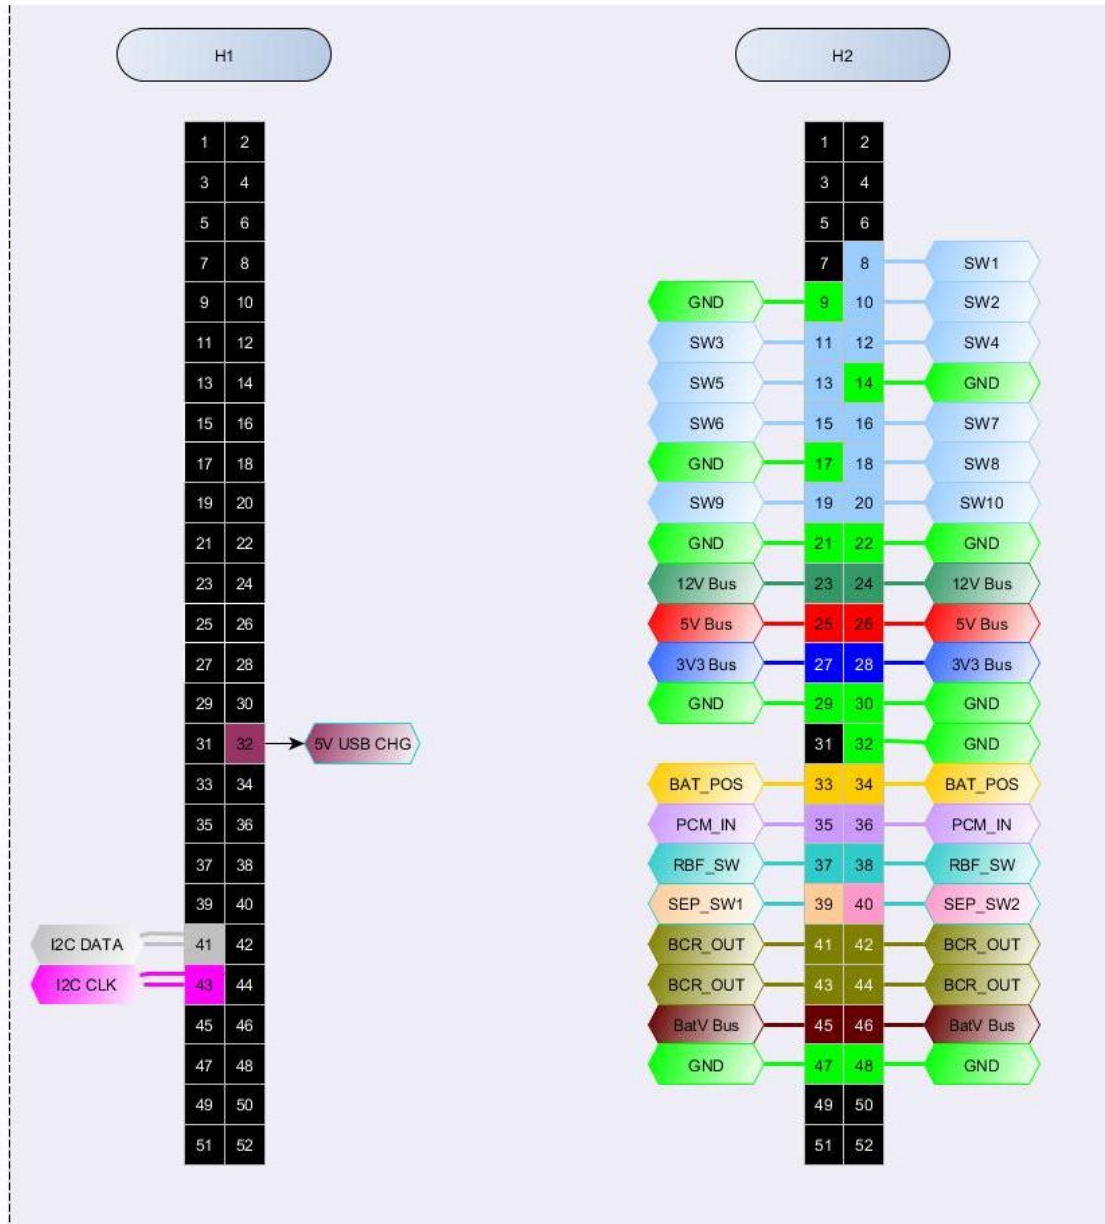 H1 H2
1 2 1 2
3 4 3 4
5 6 5 6
7 8 7 8 SW1
9 10 GND 9 10 SW2
11 12 SW3 11 12 SW4
13 14 SW5 13 14 GND
15 16 SW6 15 16 SW7
17 18 GND 17 18 SW8
19 20 SW9 19 20 SW10
21 22 GND 21 22 GND
23 24 12V Bus 23 24 12V Bus
25 26 5V Bus 25 26 5V Bus
27 28 3V3 Bus 27 28 3V3 Bus
29 30 GND 29 30 GND
31 32 5V USB CHG 31 32 GND
33 34 BAT_POS 33 34 BAT_POS
35 36 PCM_IN 35 36 PCM_IN
37 38 RBF_SW 37 38 RBF_SW
39 40 SEP_SW1 39 40 SEP_SW2
I2C DATA 41 42 BCR_OUT 41 42 BCR_OUT
I2C CLK 43 44 BCR_OUT 43 44 BCR_OUT
45 46 BatV Bus 45 46 BatV Bus
47 48 GND 47 48 GND
49 50 49 50
51 52 51 52